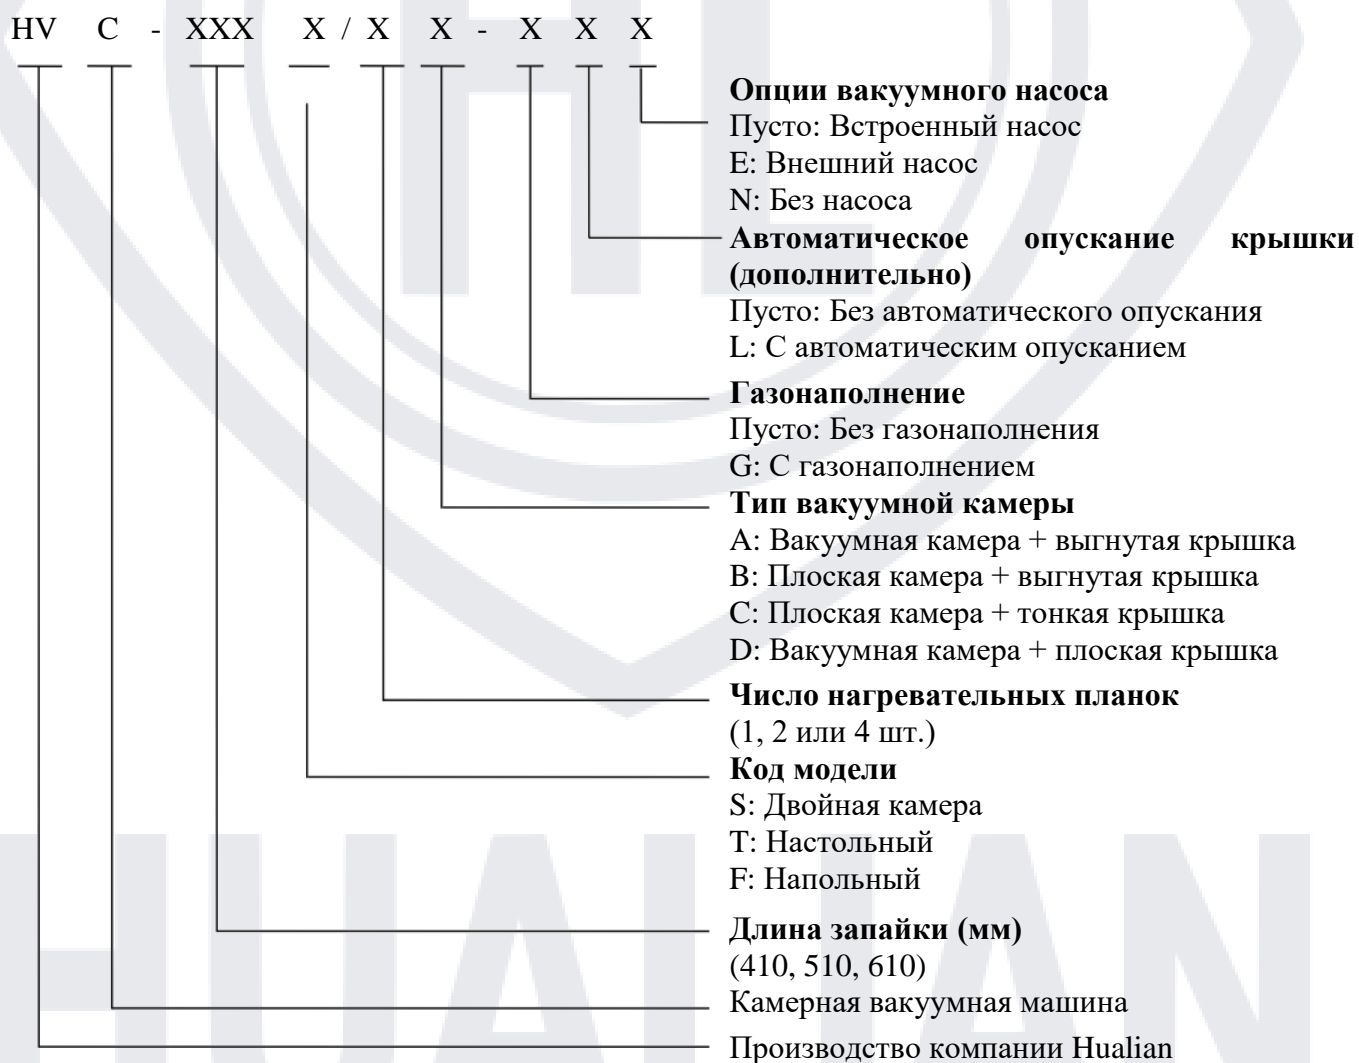 HV C - XXX X / X X - X X X
Опции вакуумного насоса
Пусто: Встроенный насос
E: Внешний насос
N: Без насоса
Автоматическое опускание крышки
(дополнительно)
Пусто: Без автоматического опускания
L: С автоматическим опусканием
Газонаполнение
Пусто: Без газонаполнения
G: С газонаполнением
Тип вакуумной камеры
A: Вакуумная камера + выгнутая крышка
B: Плоская камера + выгнутая крышка
C: Плоская камера + тонкая крышка
D: Вакуумная камера + плоская крышка
Число нагревательных планок
(1, 2 или 4 шт.)
Код модели
S: Двойная камера
T: Настольный
F: Напольный
Длина запайки (мм)
(410, 510, 610)
Камерная вакуумная машина
Производство компании Hualian
HL
HUALIAN